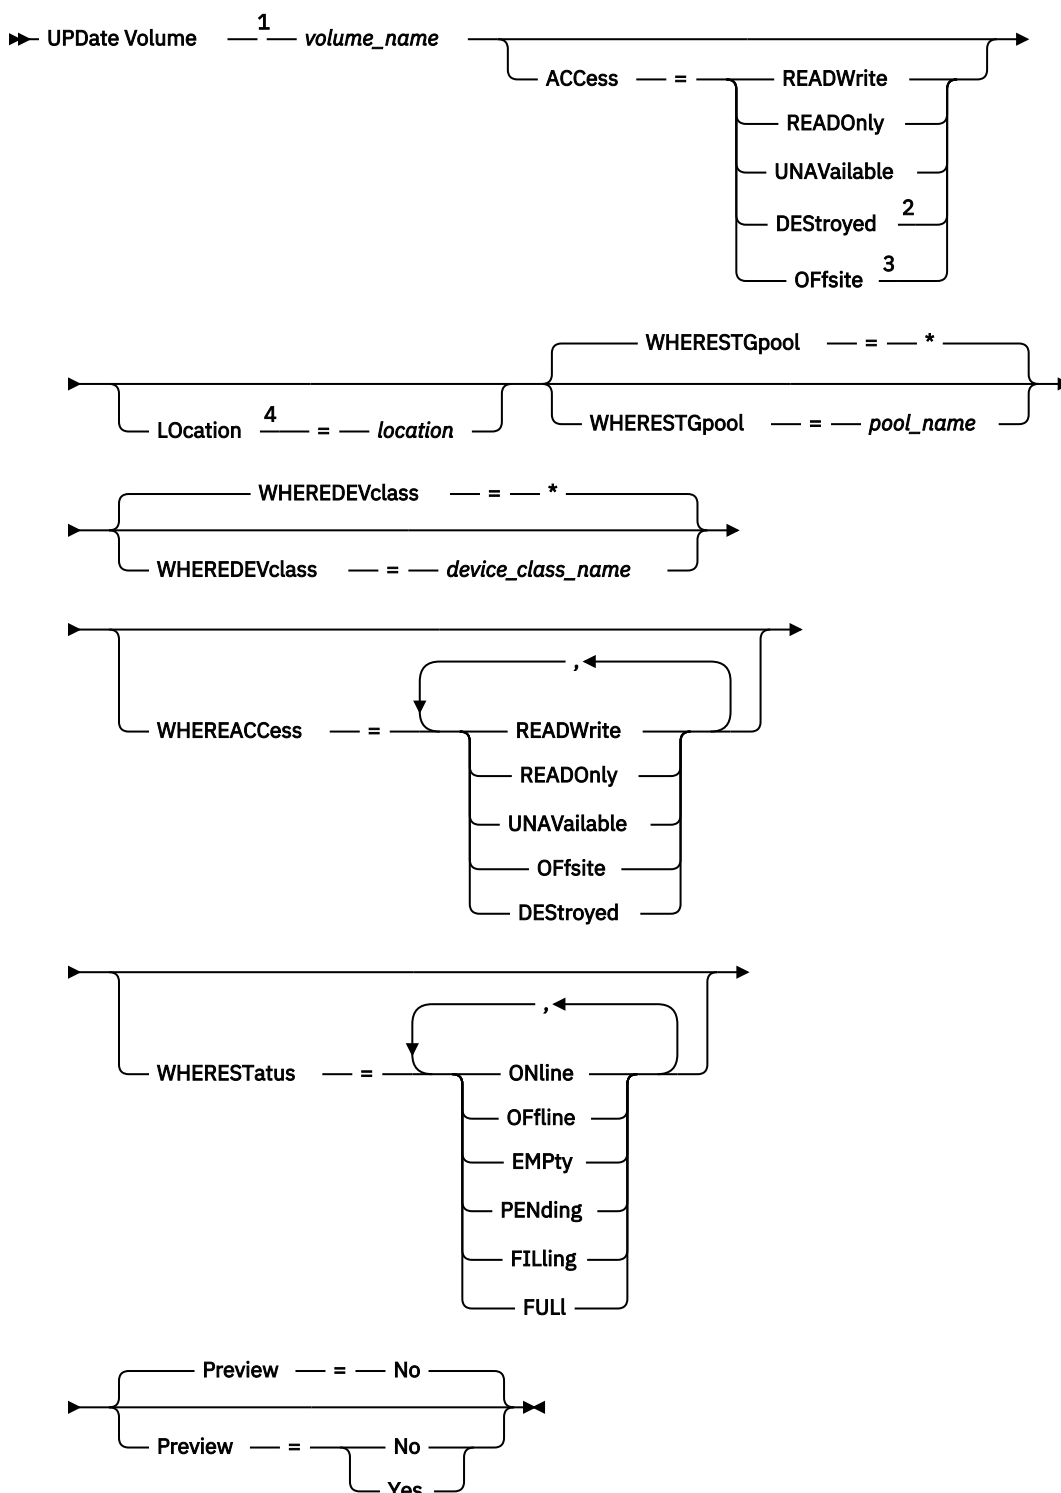 UPDate Volume 1 volume_name
ACCess = READWrite
READOnly
UNAVailable
DEStroyed 2
OFfsite 3
WHERESTGpool = *
LOcation 4 = location
WHERESTGpool = pool_name
WHEREDEVclass = *
WHEREDEVclass = device_class_name
,
WHEREACCess = READWrite
READOnly
UNAVailable
OFfsite
DEStroyed
,
WHERESTatus = ONline
OFfline
EMPty
PENding
FILling
FULl
Preview = No
Preview = No
Yes